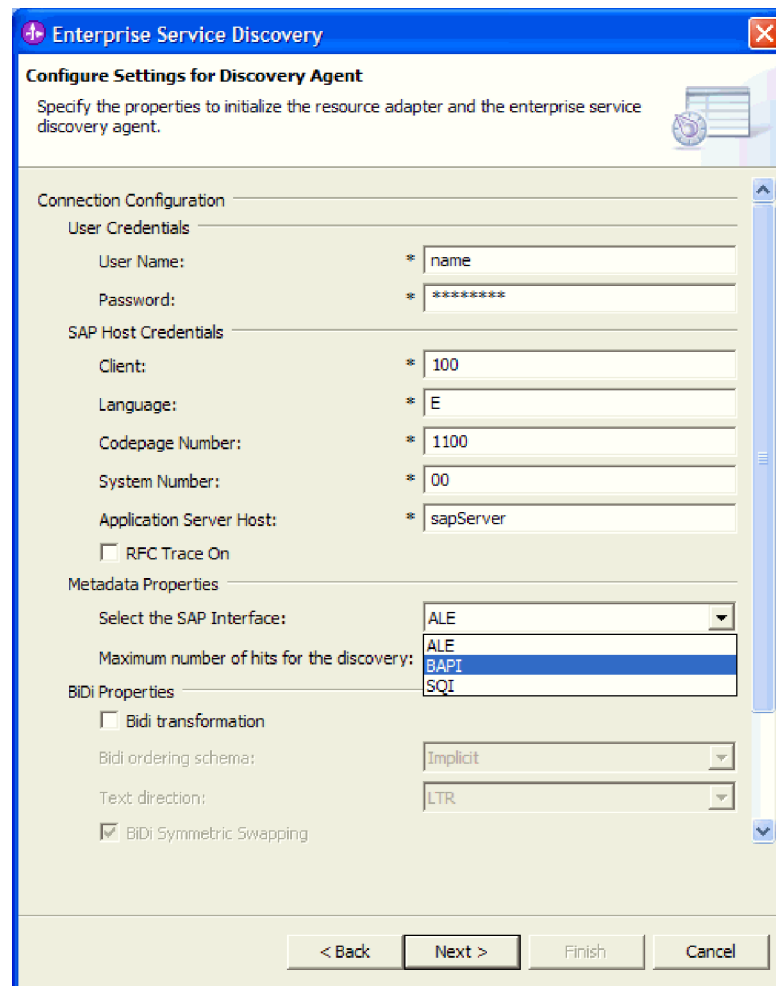 Enterprise Service Discovery
Configure Settings for Discovery Agent
Specify the properties to initialize the resource adapter and the enterprise service
discovery agent.
Connection Configuration
User Credentials
User Name: * name
Password: * ********
SAP Host Credentials
Client: * 100
Language: * E
Codepage Number: * 1100
System Number: * 00
Application Server Host: * sapServer
RFC Trace On
Metadata Properties
Select the SAP Interface: ALE
ALE
Maximum number of hits for the discovery: BAPI
SQI
BiDi Properties
Bidi transformation
Bidi ordering schema: Implicit
Text direction: LTR
BiDi Symmetric Swapping
< Back Next > Finish Cancel